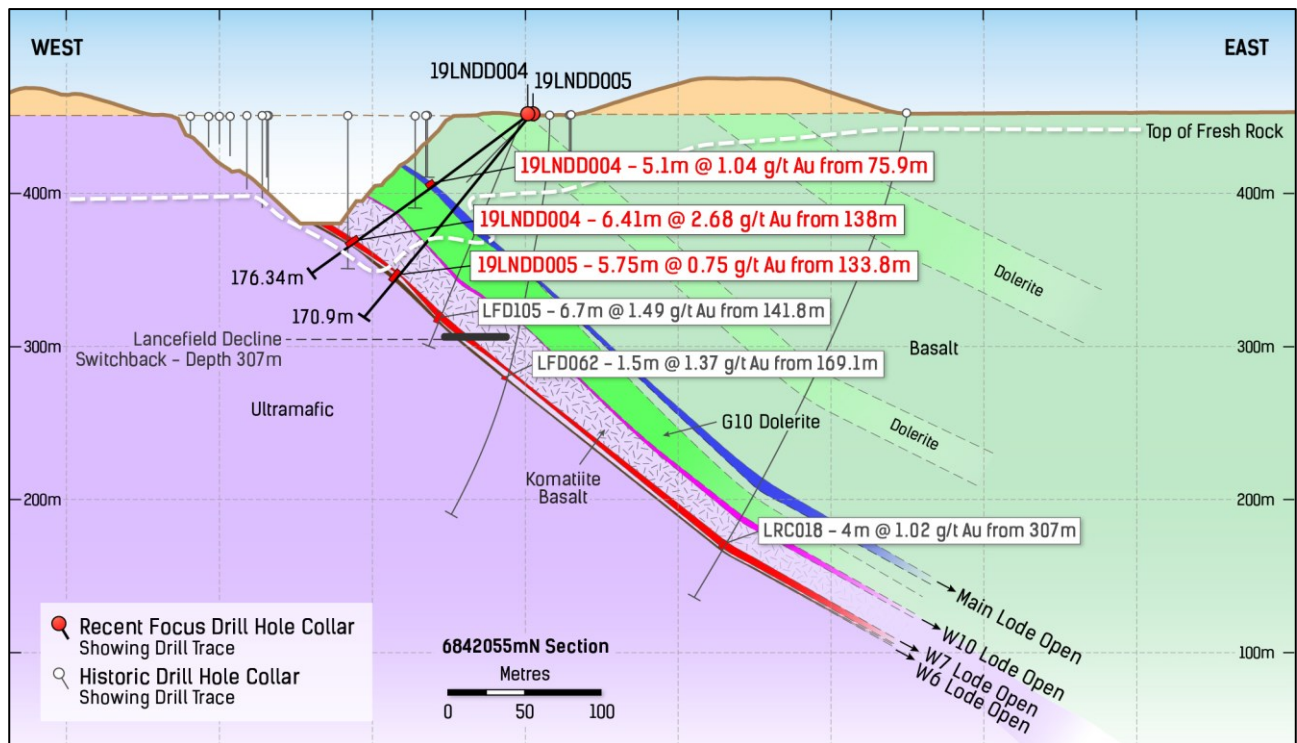 WEST
EAST
19LNDD004
19LNDD005
Top of Fresh Rock
19LNDD004 – 5.1m @ 1.04 g/t Au from 75.9m
400m
400m
19LNDD004 – 6.41m @ 2.68 g/t Au from 138m
19LNDD005 – 5.75m @ 0.75 g/t Au from 133.8m
176.34m
Dolerite
170.9m
LFD105 – 6.7m @ 1.49 g/t Au from 141.8m
Lancefield Decline
Switchback – Depth 307m
300m
Basalt
300m
LFD062 – 1.5m @ 1.37 g/t Au from 169.1m
Ultramafic
G10 Dolerite
Dolerite
Komatiite
Basalt
200m
200m
LRC018 – 4m @ 1.02 g/t Au from 307m
Main Lode Open
W10 Lode Open
W7 Lode Open
W6 Lode Open
100m
Recent Focus Drill Hole Collar
Showing Drill Trace
Historic Drill Hole Collar
Showing Drill Trace
6842055mN Section
Metres
0 50 100